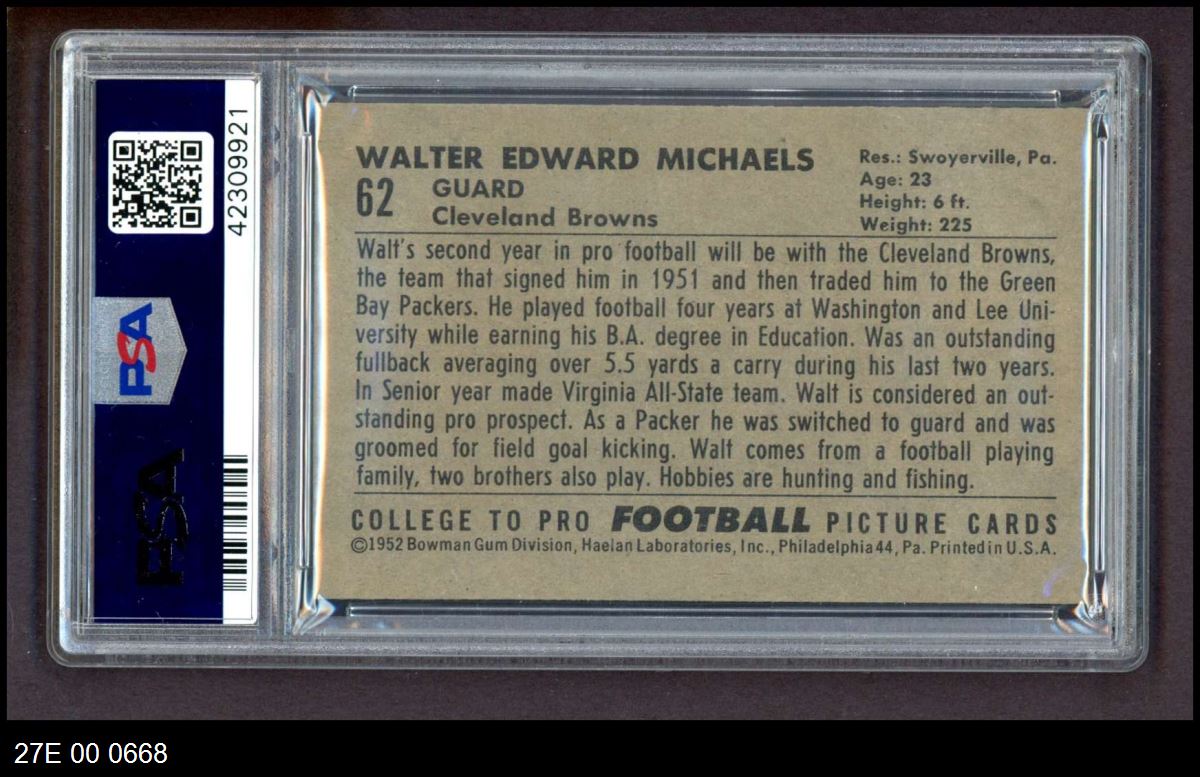 WALTER EDWARD MICHAELS
62
GUARD
Cleveland Browns
Res.: Swoyerville, Pa.
Age: 23
Height: 6 ft.
Weight: 225
Walt's second year in pro football will be with the Cleveland Browns,
the team that signed him in 1951 and then traded him to the Green
Bay Packers. He played football four years at Washington and Lee Uni-
versity while earning his B.A. degree in Education. Was an outstanding
fullback averaging over 5.5 yards a carry during his last two years.
In Senior year made Virginia All-State team. Walt is considered an out-
standing pro prospect. As a Packer he was switched to guard and was
groomed for field goal kicking. Walt comes from a football playing
family, two brothers also play. Hobbies are hunting and fishing.
COLLEGE TO PRO FOOTBALL PICTURE CARDS
©1952 Bowman Gum Division, Haelan Laboratories, Inc., Philadelphia 44, Pa. Printed in U.S.A.
42309921
PSA
PSA
27E 00 0668